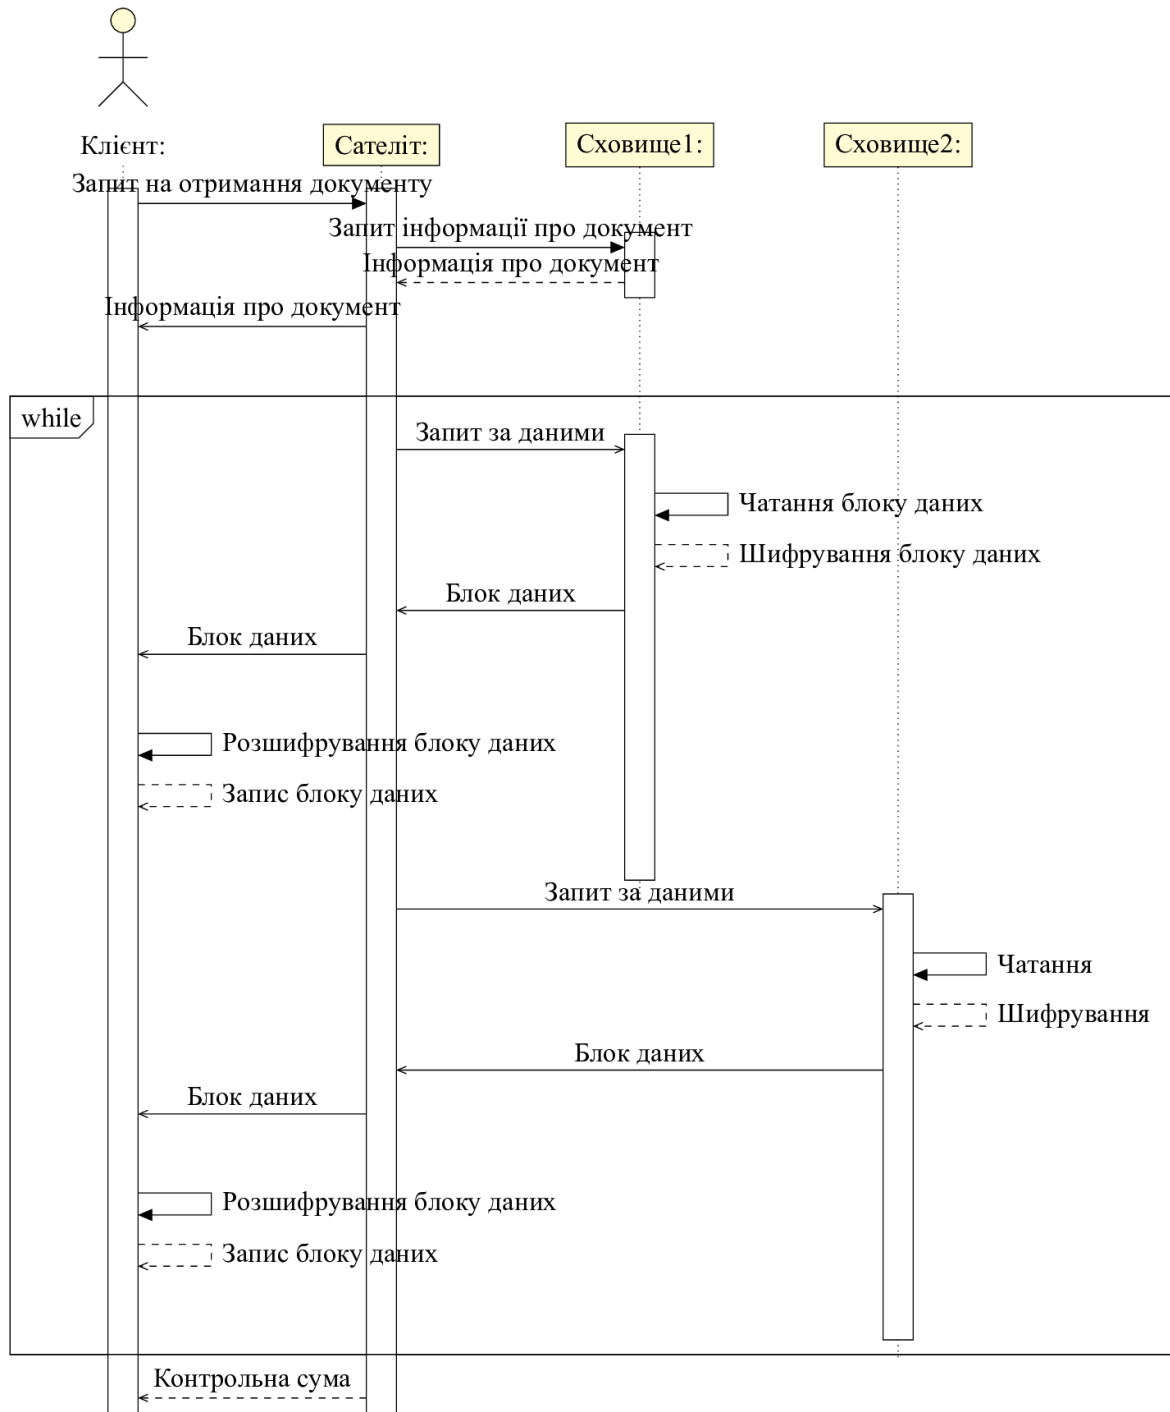 Клієнт:
Сателіт:
Сховище1:
Сховище2:
Запит на отримання документу
Запит інформації про документ
Інформація про документ
Інформація про документ
while
Запит за даними
Чатання блоку даних
Шифрування блоку даних
Блок даних
Блок даних
Розшифрування блоку даних
Запис блоку даних
Запит за даними
Чатання
Шифрування
Блок даних
Блок даних
Розшифрування блоку даних
Запис блоку даних
Контрольна сума